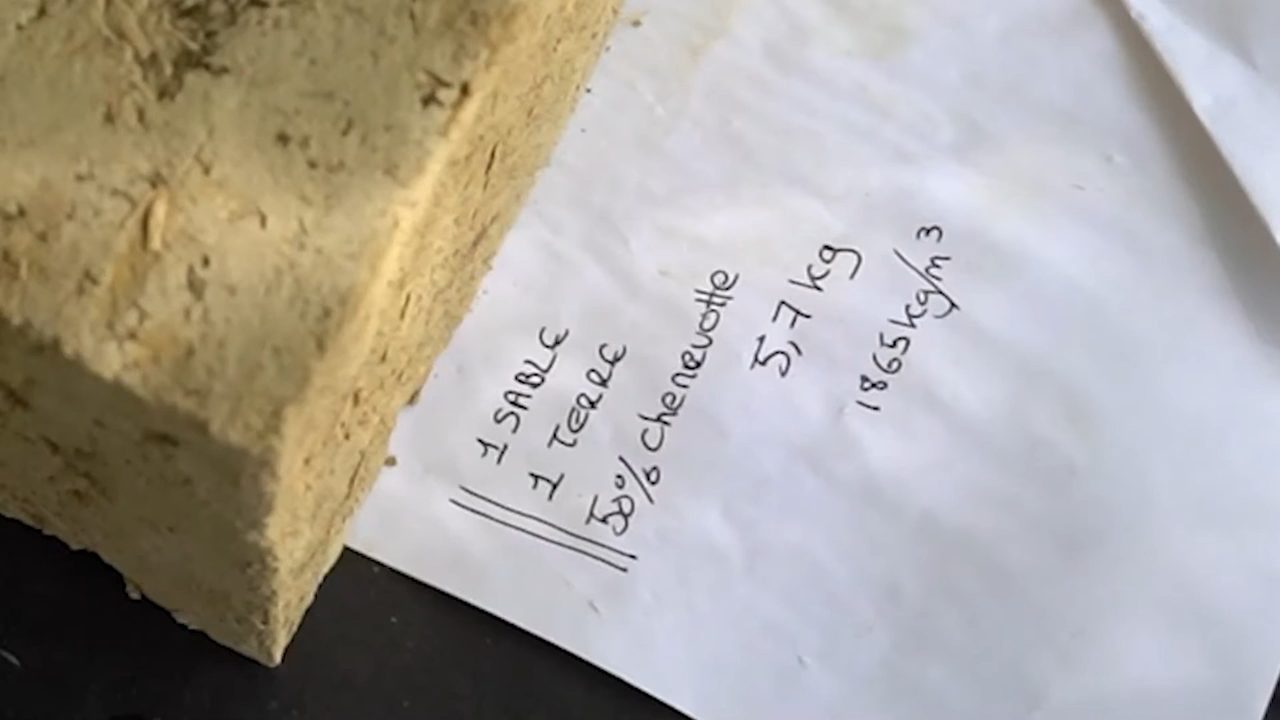 1 SABLE
1 TERRE
50% chenevotte
5,7 kg
1865 kg/m3